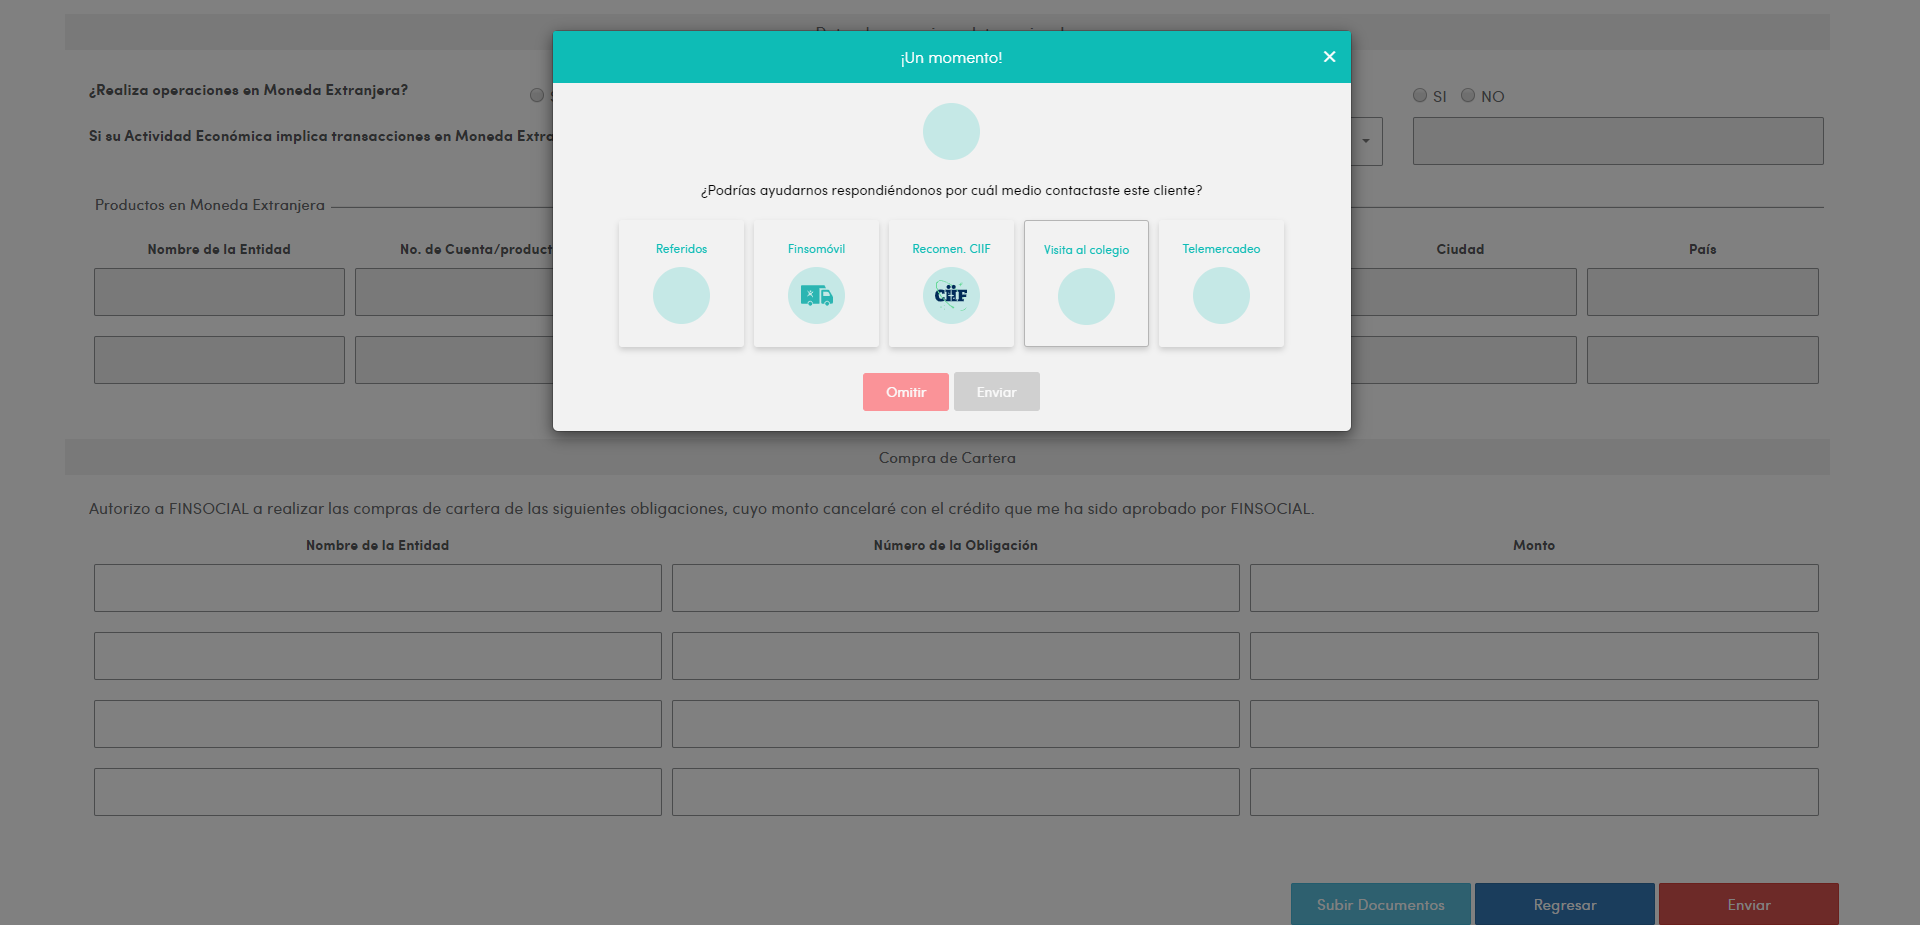 ¡Un momento!
¿Realiza operaciones en Moneda Extranjera?
SI NO
Si su Actividad Económica implica transacciones en Moneda
¿Podrías ayudarnos respondiéndonos por cuál medio contactaste este cliente?
Productos en Moneda Extranjera
Referidos Finsomóvil Recomen. CIIF Visita al colegio Telemercadeo
Nombre de la Entidad No. de Ciudad País
CIIF
Omitir Enviar
Compra de Cartera
Autorizo a FINSOCIAL a realizar las compras de cartera de las siguientes obligaciones, cuyo monto cancelaré con el crédito que me ha sido aprobado por FINSOCIAL.
Nombre de la Entidad Número de la Obligación Monto
Subir Documentos Regresar Enviar